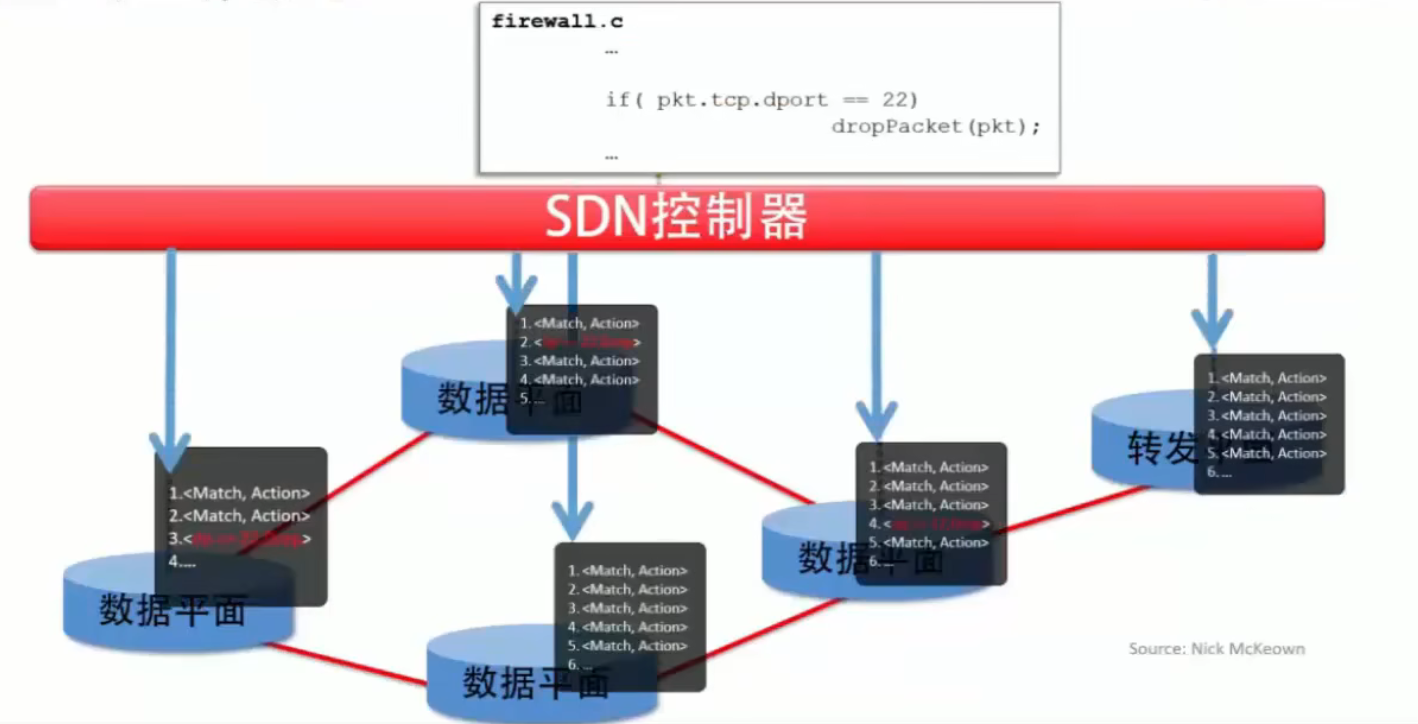 firewall.c
...
if( pkt.tcp.dport == 22)
dropPacket(pkt);
...
SDN控制器
1.<Match, Action>
2.<
3.<Match, Action>
4.<Match, Action>
5....
数据平面
1.<Match, Action>
2.<Match, Action>
3.<Match, Action>
4.<Match, Action>
5.<Match, Action>
6....
转发平面
1.<Match, Action>
2.<Match, Action>
3.<
4....
数据平面
1.<Match, Action>
2.<Match, Action>
3.<Match, Action>
4.<
5.<Match, Action>
6....
数据平面
1.<Match, Action>
2.<Match, Action>
3.<Match, Action>
4.<Match, Action>
5.<Match, Action>
6....
数据平面
Source: Nick McKeown